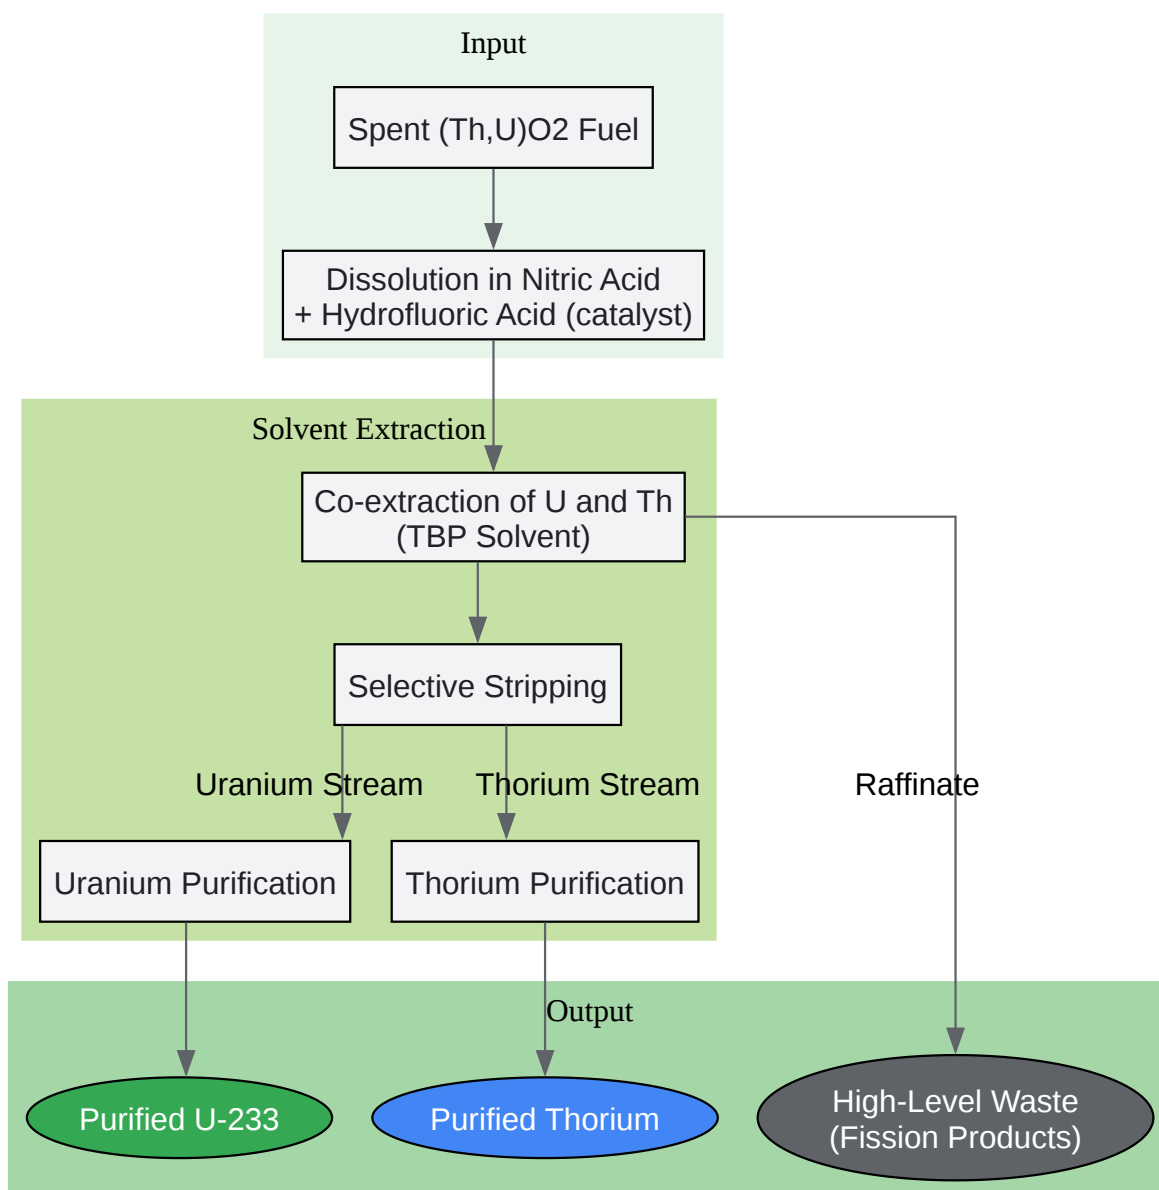 Input
Spent (Th,U)O2 Fuel
Dissolution in Nitric Acid
+ Hydrofluoric Acid (catalyst)
Solvent Extraction
Co-extraction of U and Th
(TBP Solvent)
Selective Stripping
Uranium Stream
Thorium Stream
Raffinate
Uranium Purification
Thorium Purification
Output
Purified U-233
Purified Thorium
High-Level Waste
(Fission Products)